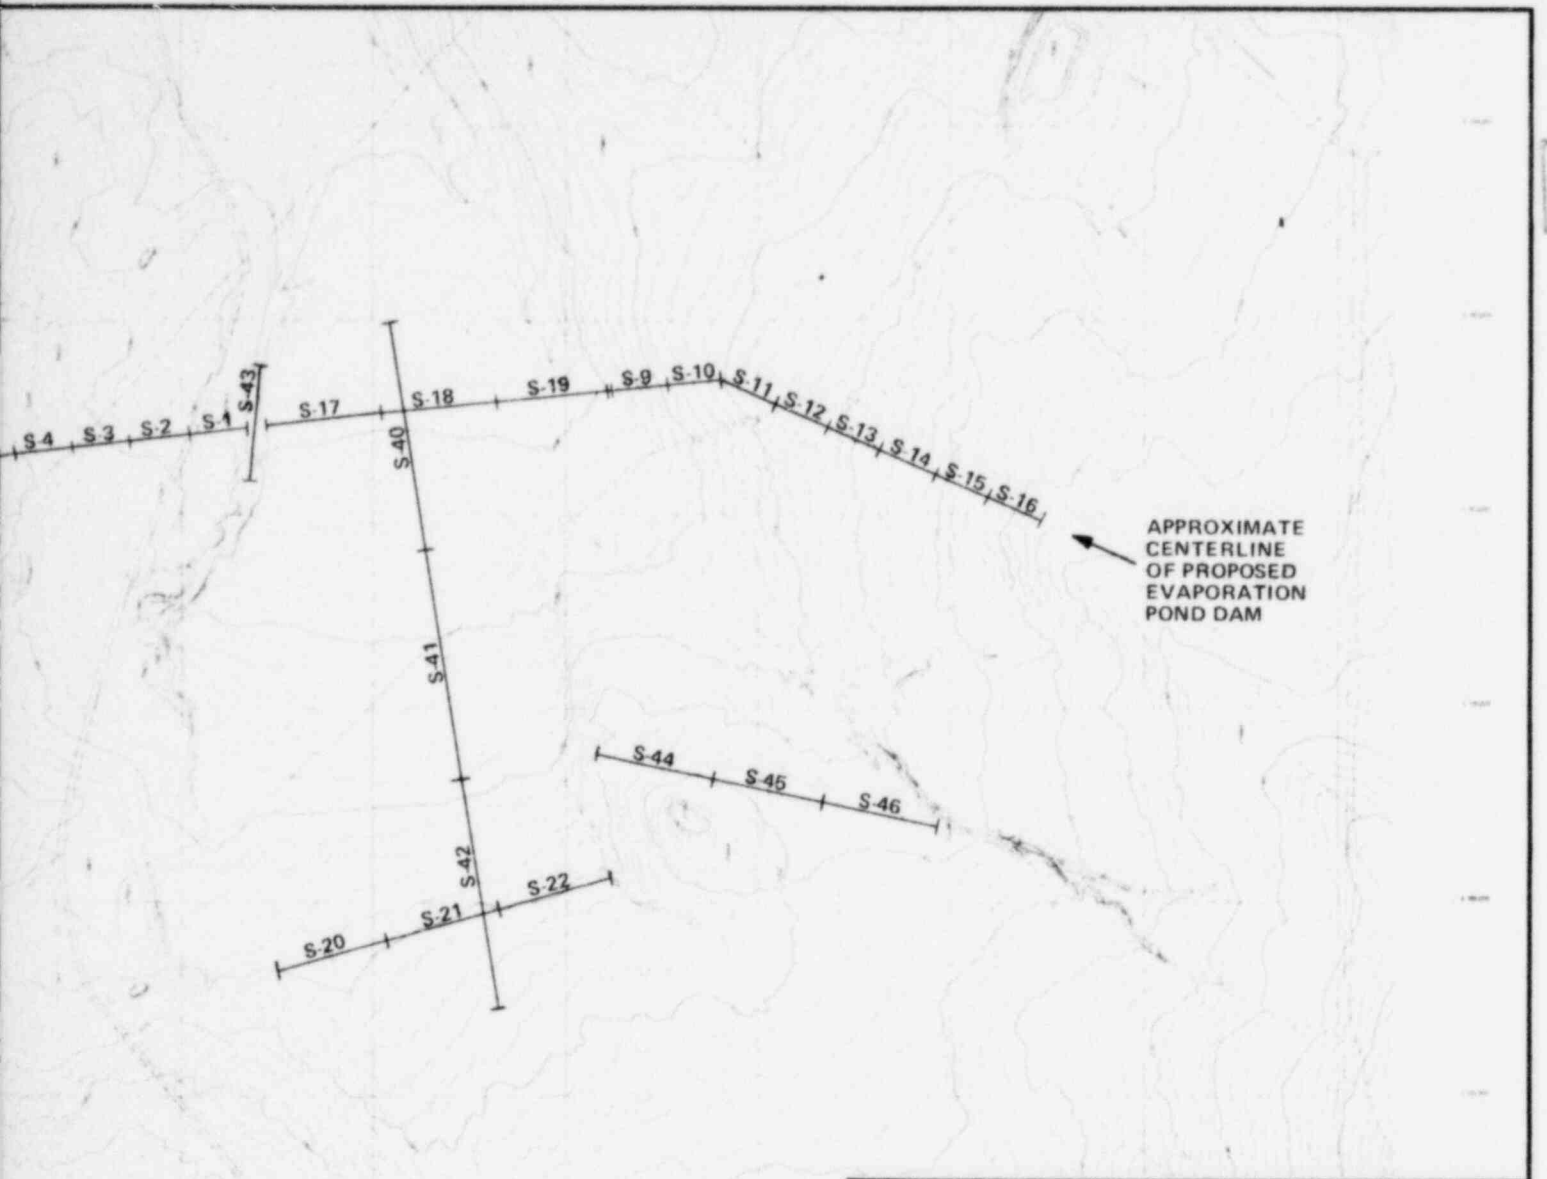 S-4
S-3
S-2
S-1
S-43
S-17
S-18
S-19
S-9
S-10
S-11
S-12
S-13
S-14
S-15
S-16
S-40
S-41
S-42
APPROXIMATE
CENTERLINE
OF PROPOSED
EVAPORATION
POND DAM
S-44
S-45
S-46
S-20
S-21
S-22